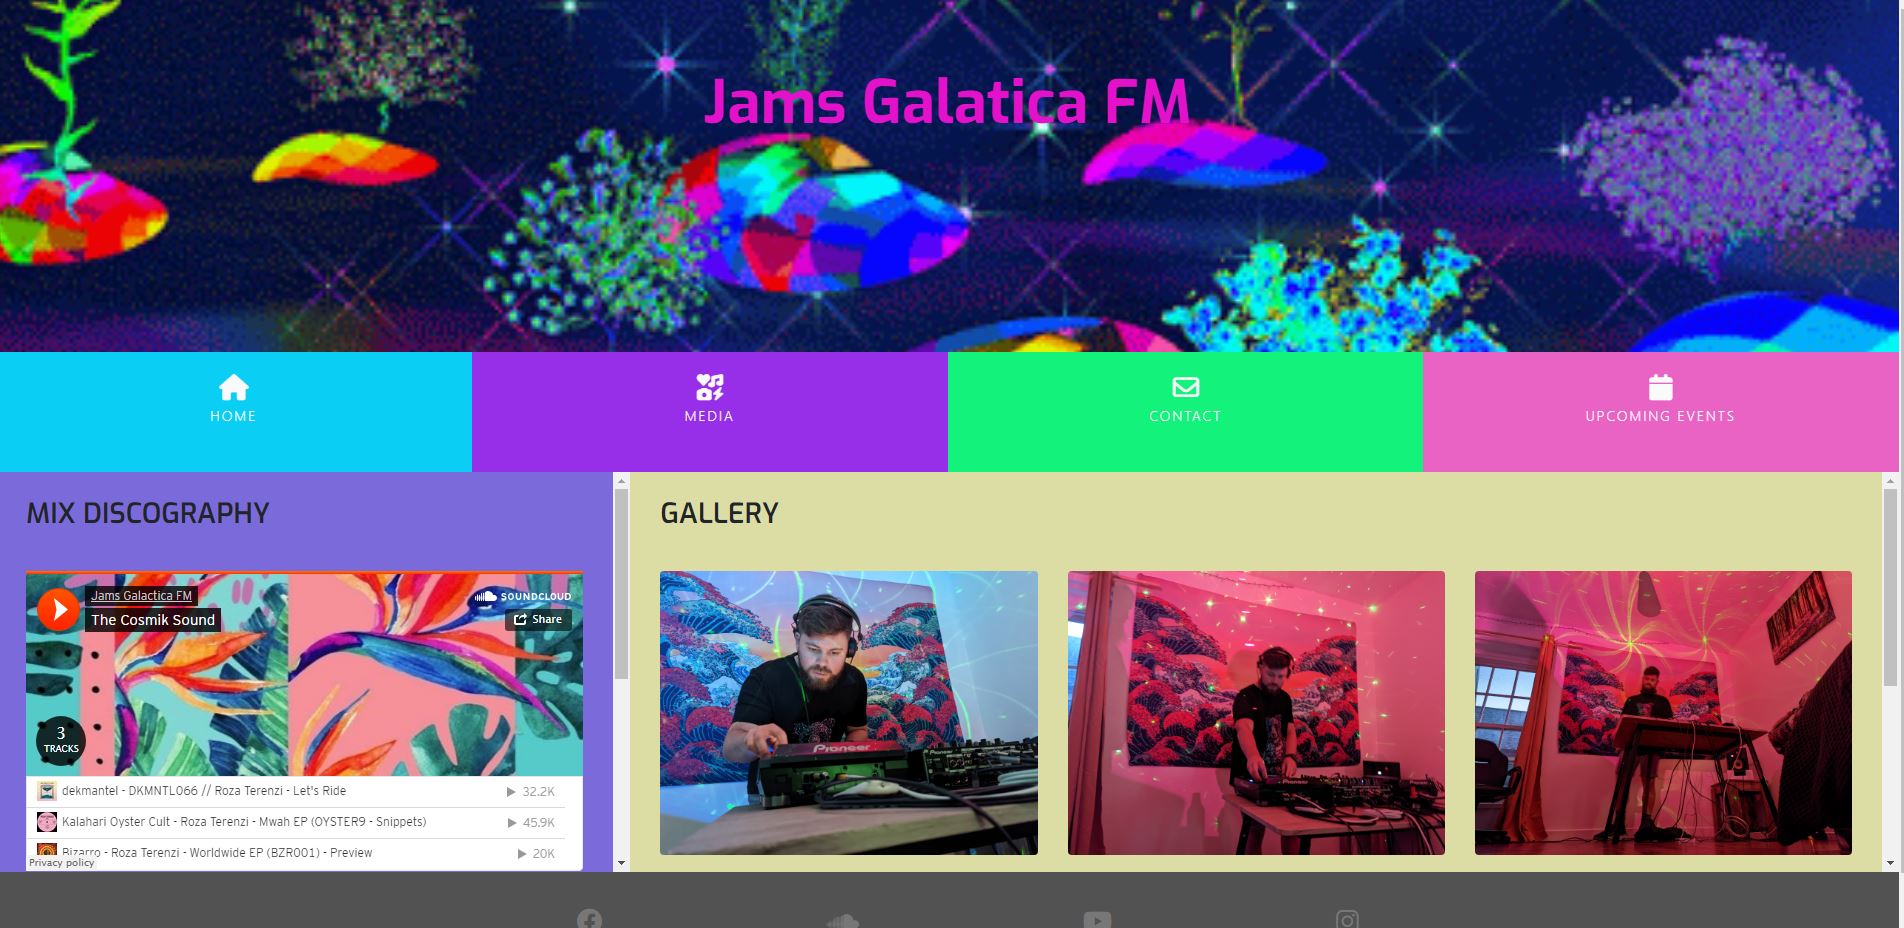 Jams Galatica FM
HOME
MEDIA
CONTACT
UPCOMING EVENTS
MIX DISCOGRAPHY
Jams Galactica FM
The Cosmik Sound
SOUNDCLOUD
Share
3
TRACKS
dekmantel - DKMNTL066 // Roza Terenzi - Let's Ride 32.2K
Kalahari Oyster Cult - Roza Terenzi - Mwah EP (OYSTER9 - Snippets) 45.9K
Bizarro - Roza Terenzi - Worldwide EP (BZR001) - Preview 20K
Privacy policy
GALLERY
Pioneer